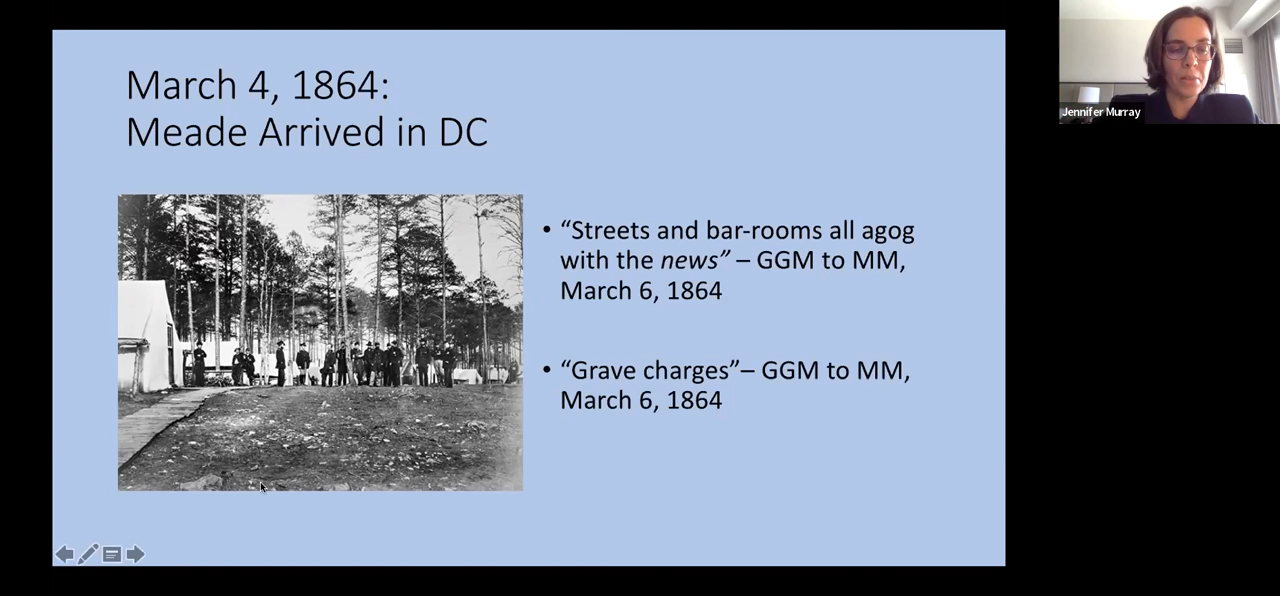 March 4, 1864:
Meade Arrived in DC
• “Streets and bar-rooms all agog
with the news” – GGM to MM,
March 6, 1864
• “Grave charges”– GGM to MM,
March 6, 1864
Jennifer Murray